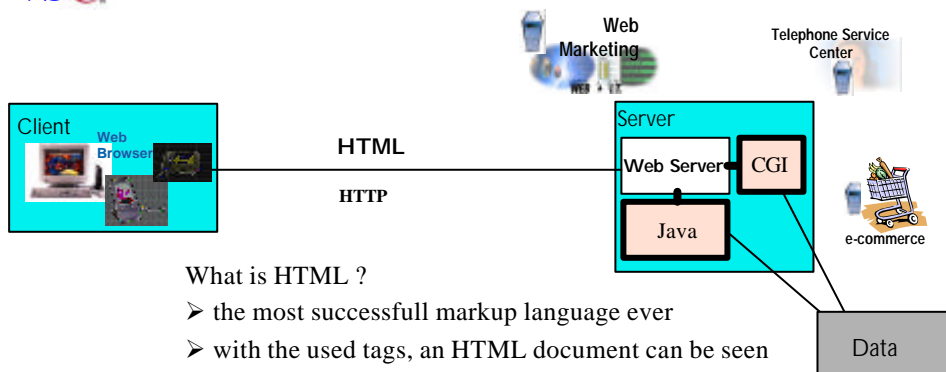 Web
Marketing
Telephone Service
Center
Client
Web
Browser
HTML
HTTP
Server
Web Server
CGI
Java
e-commerce
What is HTML ?
➢ the most successfull markup language ever
➢ with the used tags, an HTML document can be seen
Data